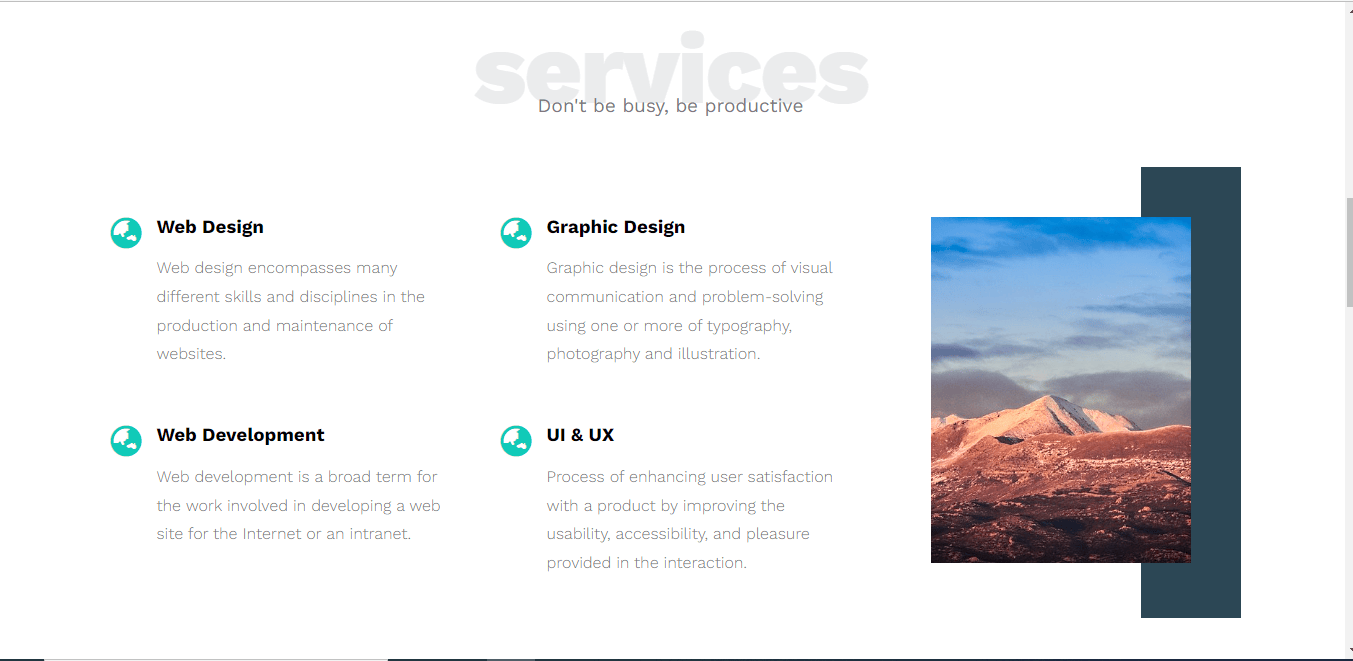 services
Don't be busy, be productive
Web Design
Web design encompasses many
different skills and disciplines in the
production and maintenance of
websites.
Graphic Design
Graphic design is the process of visual
communication and problem-solving
using one or more of typography,
photography and illustration.
Web Development
Web development is a broad term for
the work involved in developing a web
site for the Internet or an intranet.
UI & UX
Process of enhancing user satisfaction
with a product by improving the
usability, accessibility, and pleasure
provided in the interaction.